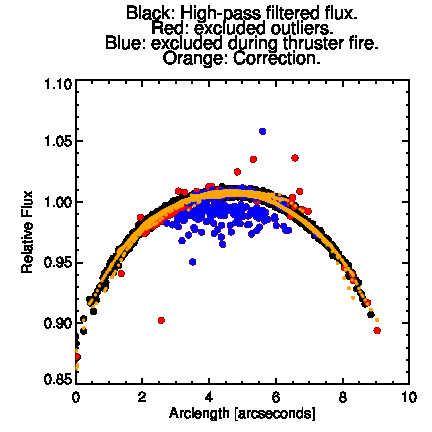 Black: High-pass filtered flux.
Red: excluded outliers.
Blue: excluded during thruster fire.
Orange: Correction.
1.10
1.05
1.00
0.95
0.90
0.85
Relative Flux
0 2 4 6 8 10
Arclength [arcseconds]